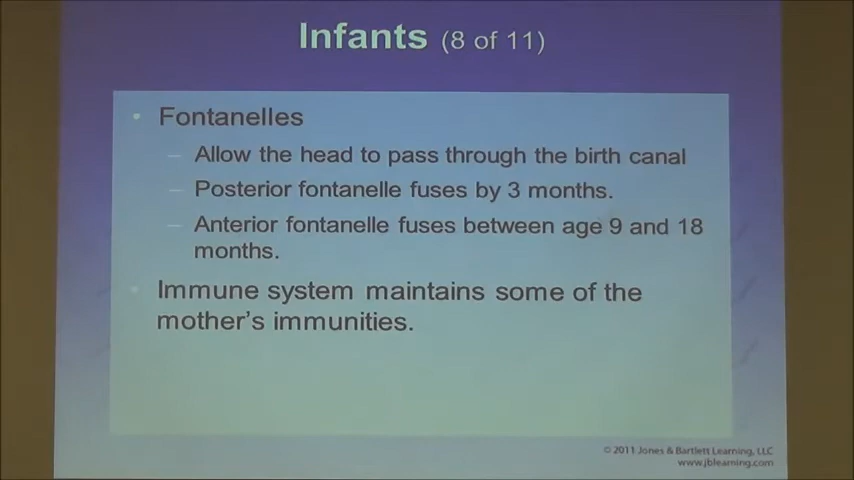 Infants (8 of 11)
• Fontanelles
– Allow the head to pass through the birth canal
– Posterior fontanelle fuses by 3 months.
– Anterior fontanelle fuses between age 9 and 18
months.
• Immune system maintains some of the
mother's immunities.
© 2011 Jones & Bartlett Learning, LLC
www.jblearning.com